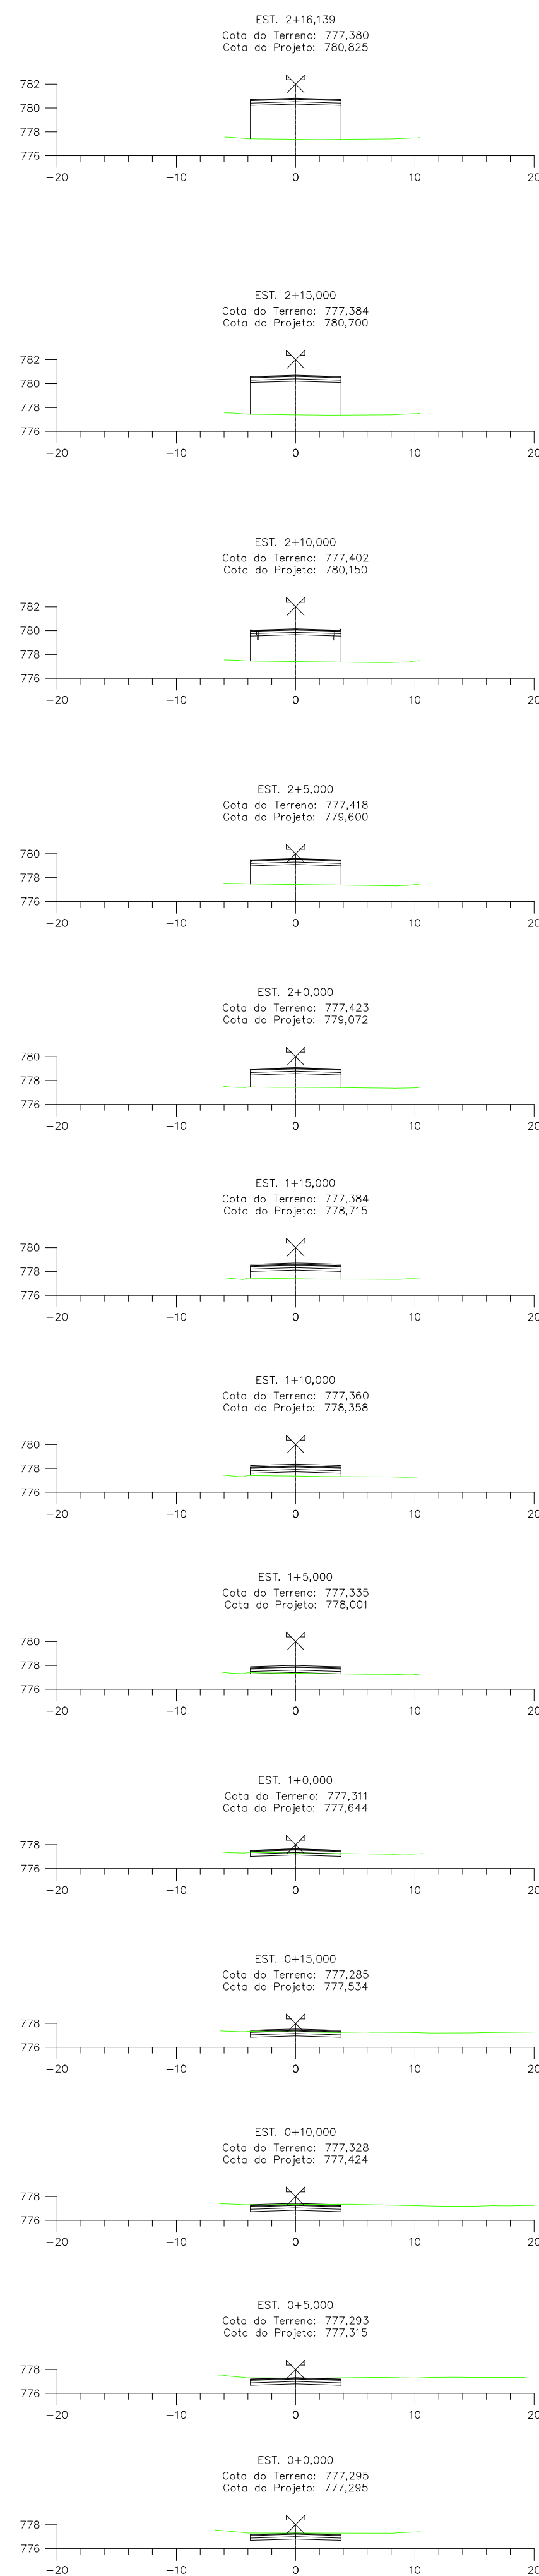 EST. 2+16,139
Cota do Terreno: 777,380
Cota do Projeto: 780,825
782
780
778
776
-20 -10 0 10 20
EST. 2+15,000
Cota do Terreno: 777,384
Cota do Projeto: 780,700
782
780
778
776
-20 -10 0 10 20
EST. 2+10,000
Cota do Terreno: 777,402
Cota do Projeto: 780,150
782
780
778
776
-20 -10 0 10 20
EST. 2+5,000
Cota do Terreno: 777,418
Cota do Projeto: 779,600
780
778
776
-20 -10 0 10 20
EST. 2+0,000
Cota do Terreno: 777,423
Cota do Projeto: 779,072
780
778
776
-20 -10 0 10 20
EST. 1+15,000
Cota do Terreno: 777,384
Cota do Projeto: 778,715
780
778
776
-20 -10 0 10 20
EST. 1+10,000
Cota do Terreno: 777,360
Cota do Projeto: 778,358
780
778
776
-20 -10 0 10 20
EST. 1+5,000
Cota do Terreno: 777,335
Cota do Projeto: 778,001
780
778
776
-20 -10 0 10 20
EST. 1+0,000
Cota do Terreno: 777,311
Cota do Projeto: 777,644
778
776
-20 -10 0 10 20
EST. 0+15,000
Cota do Terreno: 777,285
Cota do Projeto: 777,534
778
776
-20 -10 0 10 20
EST. 0+10,000
Cota do Terreno: 777,328
Cota do Projeto: 777,424
778
776
-20 -10 0 10 20
EST. 0+5,000
Cota do Terreno: 777,293
Cota do Projeto: 777,315
778
776
-20 -10 0 10 20
EST. 0+0,000
Cota do Terreno: 777,295
Cota do Projeto: 777,295
778
776
-20 -10 0 10 20